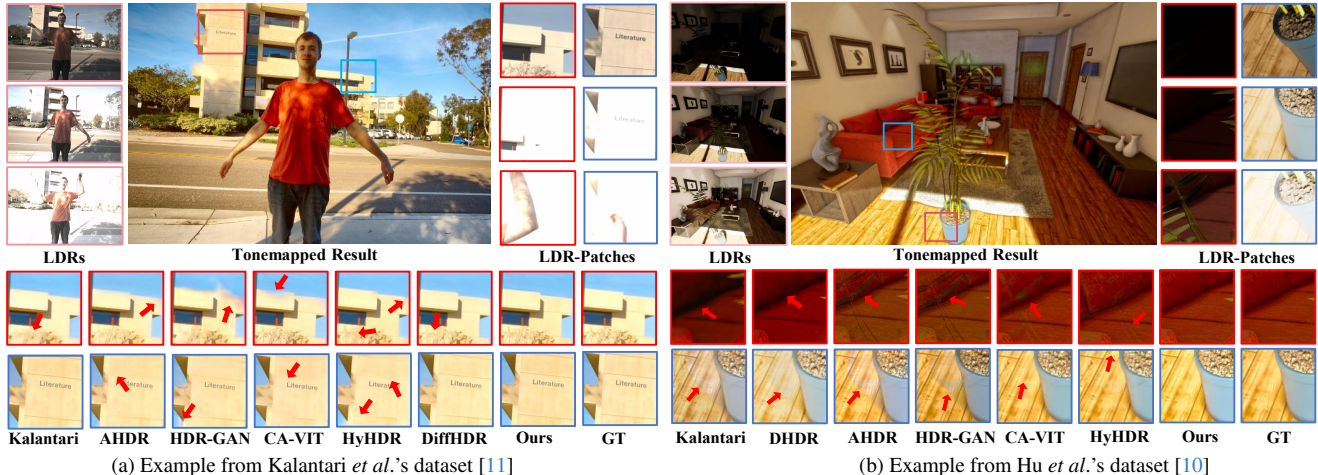 Literature
Literature
Literature
LDRs
Tonemapped Result
LDR-Patches
LDRs
Tonemapped Result
LDR-Patches
Literature Literature Literature Literature Literature Literature Literature Literature
Kalantari AHDR HDR-GAN CA-VIT HyHDR DiffHDR Ours GT
Kalantari DHDR AHDR HDR-GAN CA-VIT HyHDR Ours GT
(a) Example from Kalantari et al.'s dataset [11]
(b) Example from Hu et al.'s dataset [10]